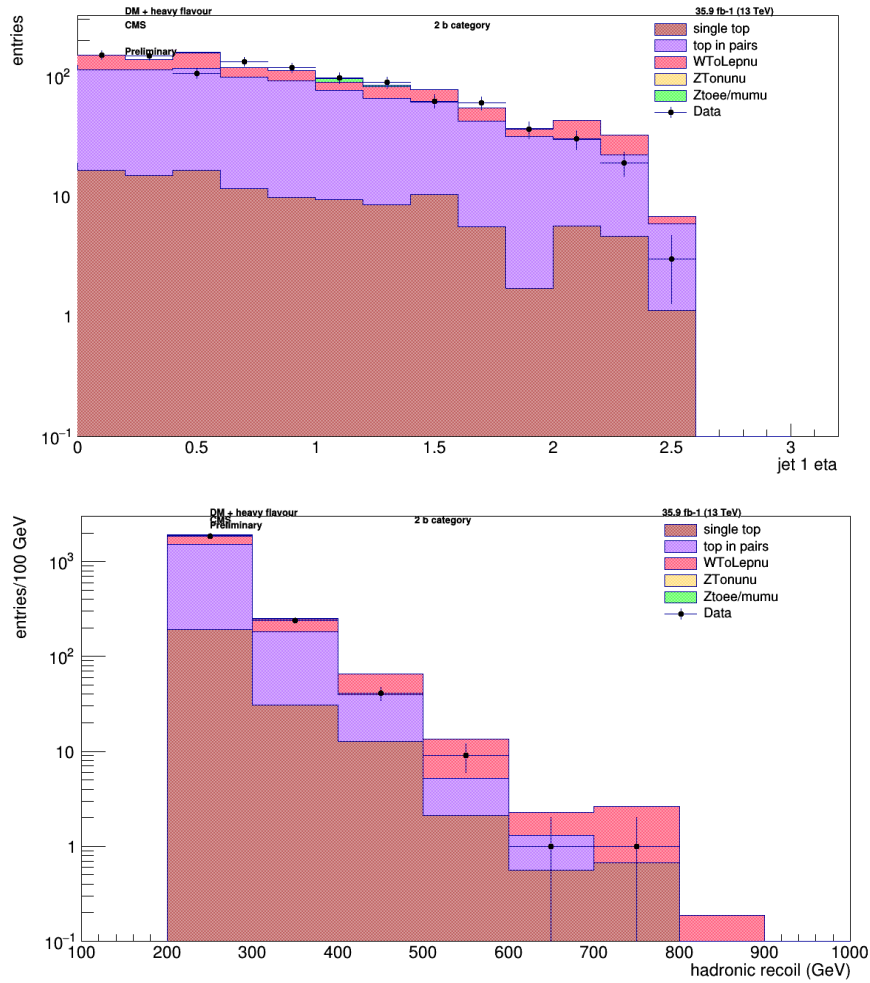 DM + heavy flavour
35.9 fb-1 (13 TeV)
CMS
2 b category
Preliminary
entries
single top
top in pairs
WToLepnu
ZTonunu
Ztoee/mumu
Data
10²
10
1
10⁻¹
0 0.5 1 1.5 2 2.5 3
jet 1 eta
DM + heavy flavour
35.9 fb-1 (13 TeV)
CMS
2 b category
Preliminary
entries/100 GeV
single top
top in pairs
WToLepnu
ZTonunu
Ztoee/mumu
Data
10³
10²
10
1
10⁻¹
100 200 300 400 500 600 700 800 900 1000
hadronic recoil (GeV)